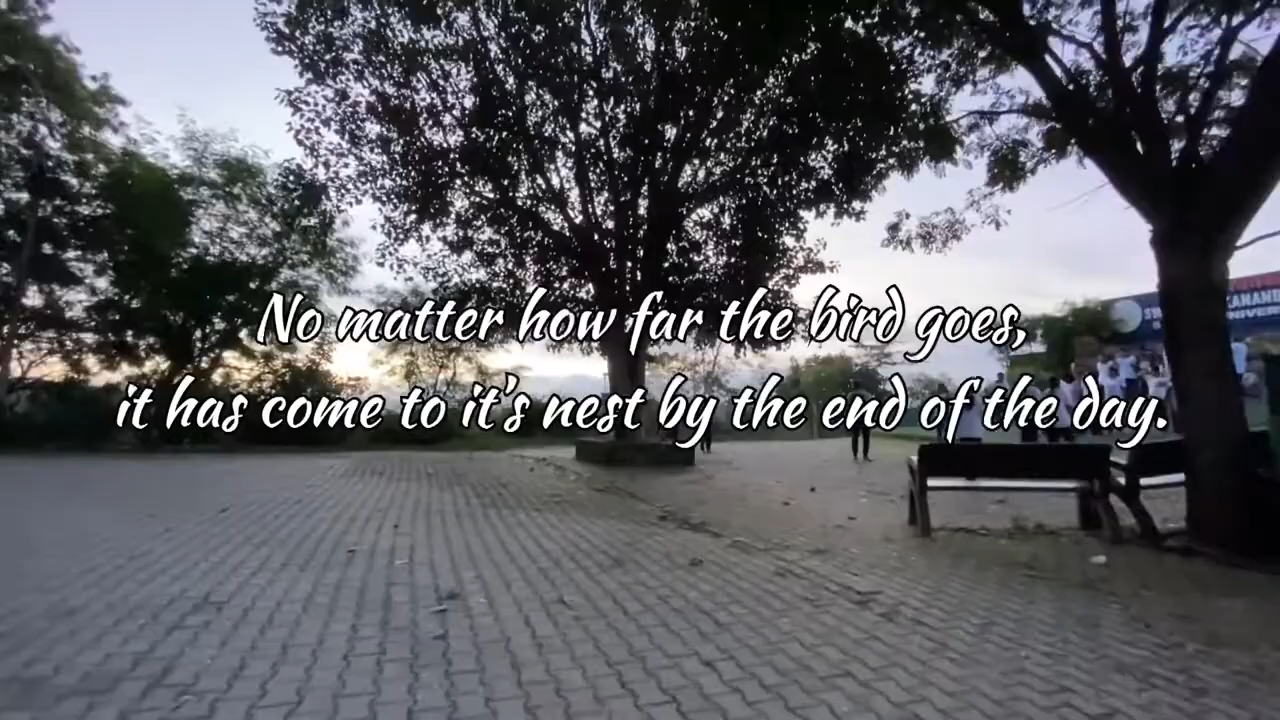 No matter how far the bird goes,
it has come to it's nest by the end of the day.